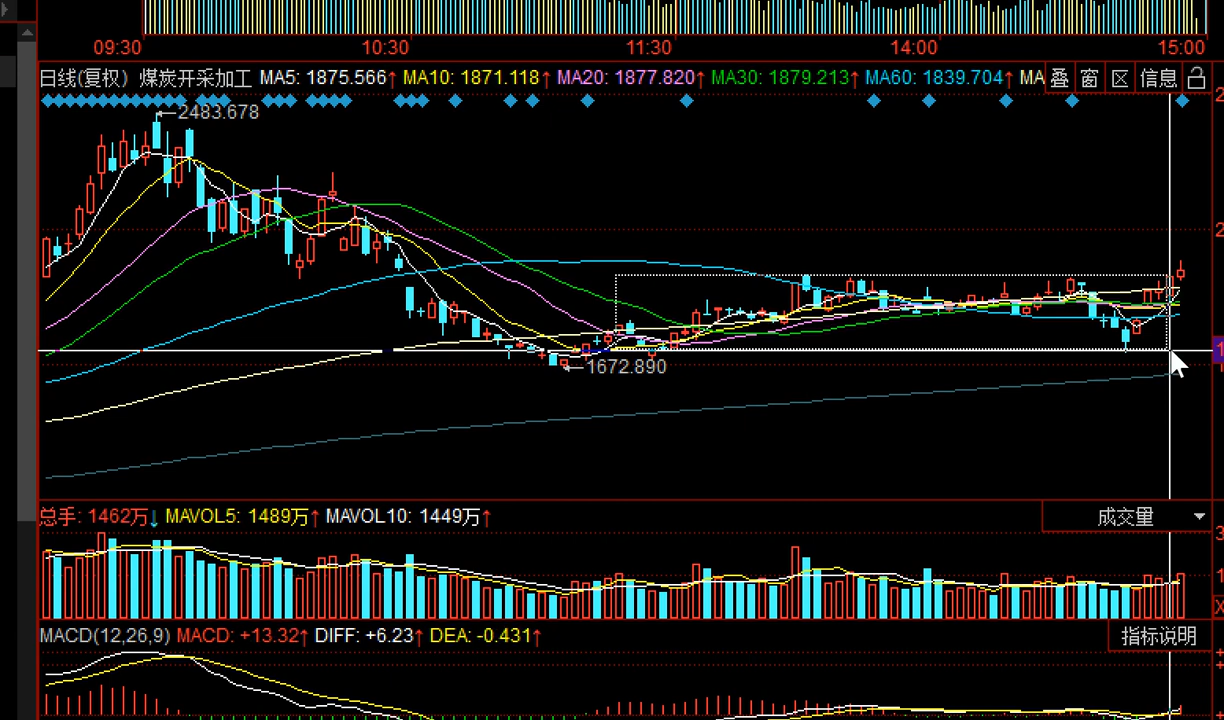 09:30 10:30 11:30 14:00 15:00
日线(复权) 煤炭开采加工 MA5: 1875.566↑ MA10: 1871.118↑ MA20: 1877.820↑ MA30: 1879.213↑ MA60: 1839.704↑ MA 叠 窗 区 信息
2483.678
1672.890
总手: 1462万↓ MAVOL5: 1489万↑ MAVOL10: 1449万↑ 成交量
MACD(12,26,9) MACD: +13.32↑ DIFF: +6.23↑ DEA: -0.431↑ 指标说明